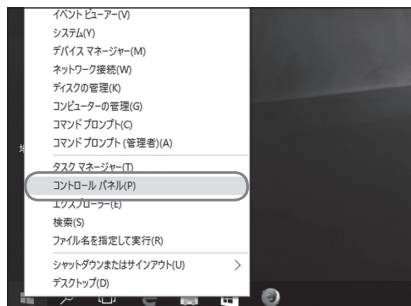 イベント ビューアー(V)
システム(Y)
デバイス マネージャー(M)
ネットワーク接続(W)
ディスクの管理(K)
コンピューターの管理(G)
コマンド プロンプト(C)
コマンド プロンプト (管理者)(A)
タスク マネージャー(T)
コントロール パネル(P)
エクスプローラー(E)
検索(S)
ファイル名を指定して実行(R)
シャットダウンまたはサインアウト(U)
デスクトップ(D)